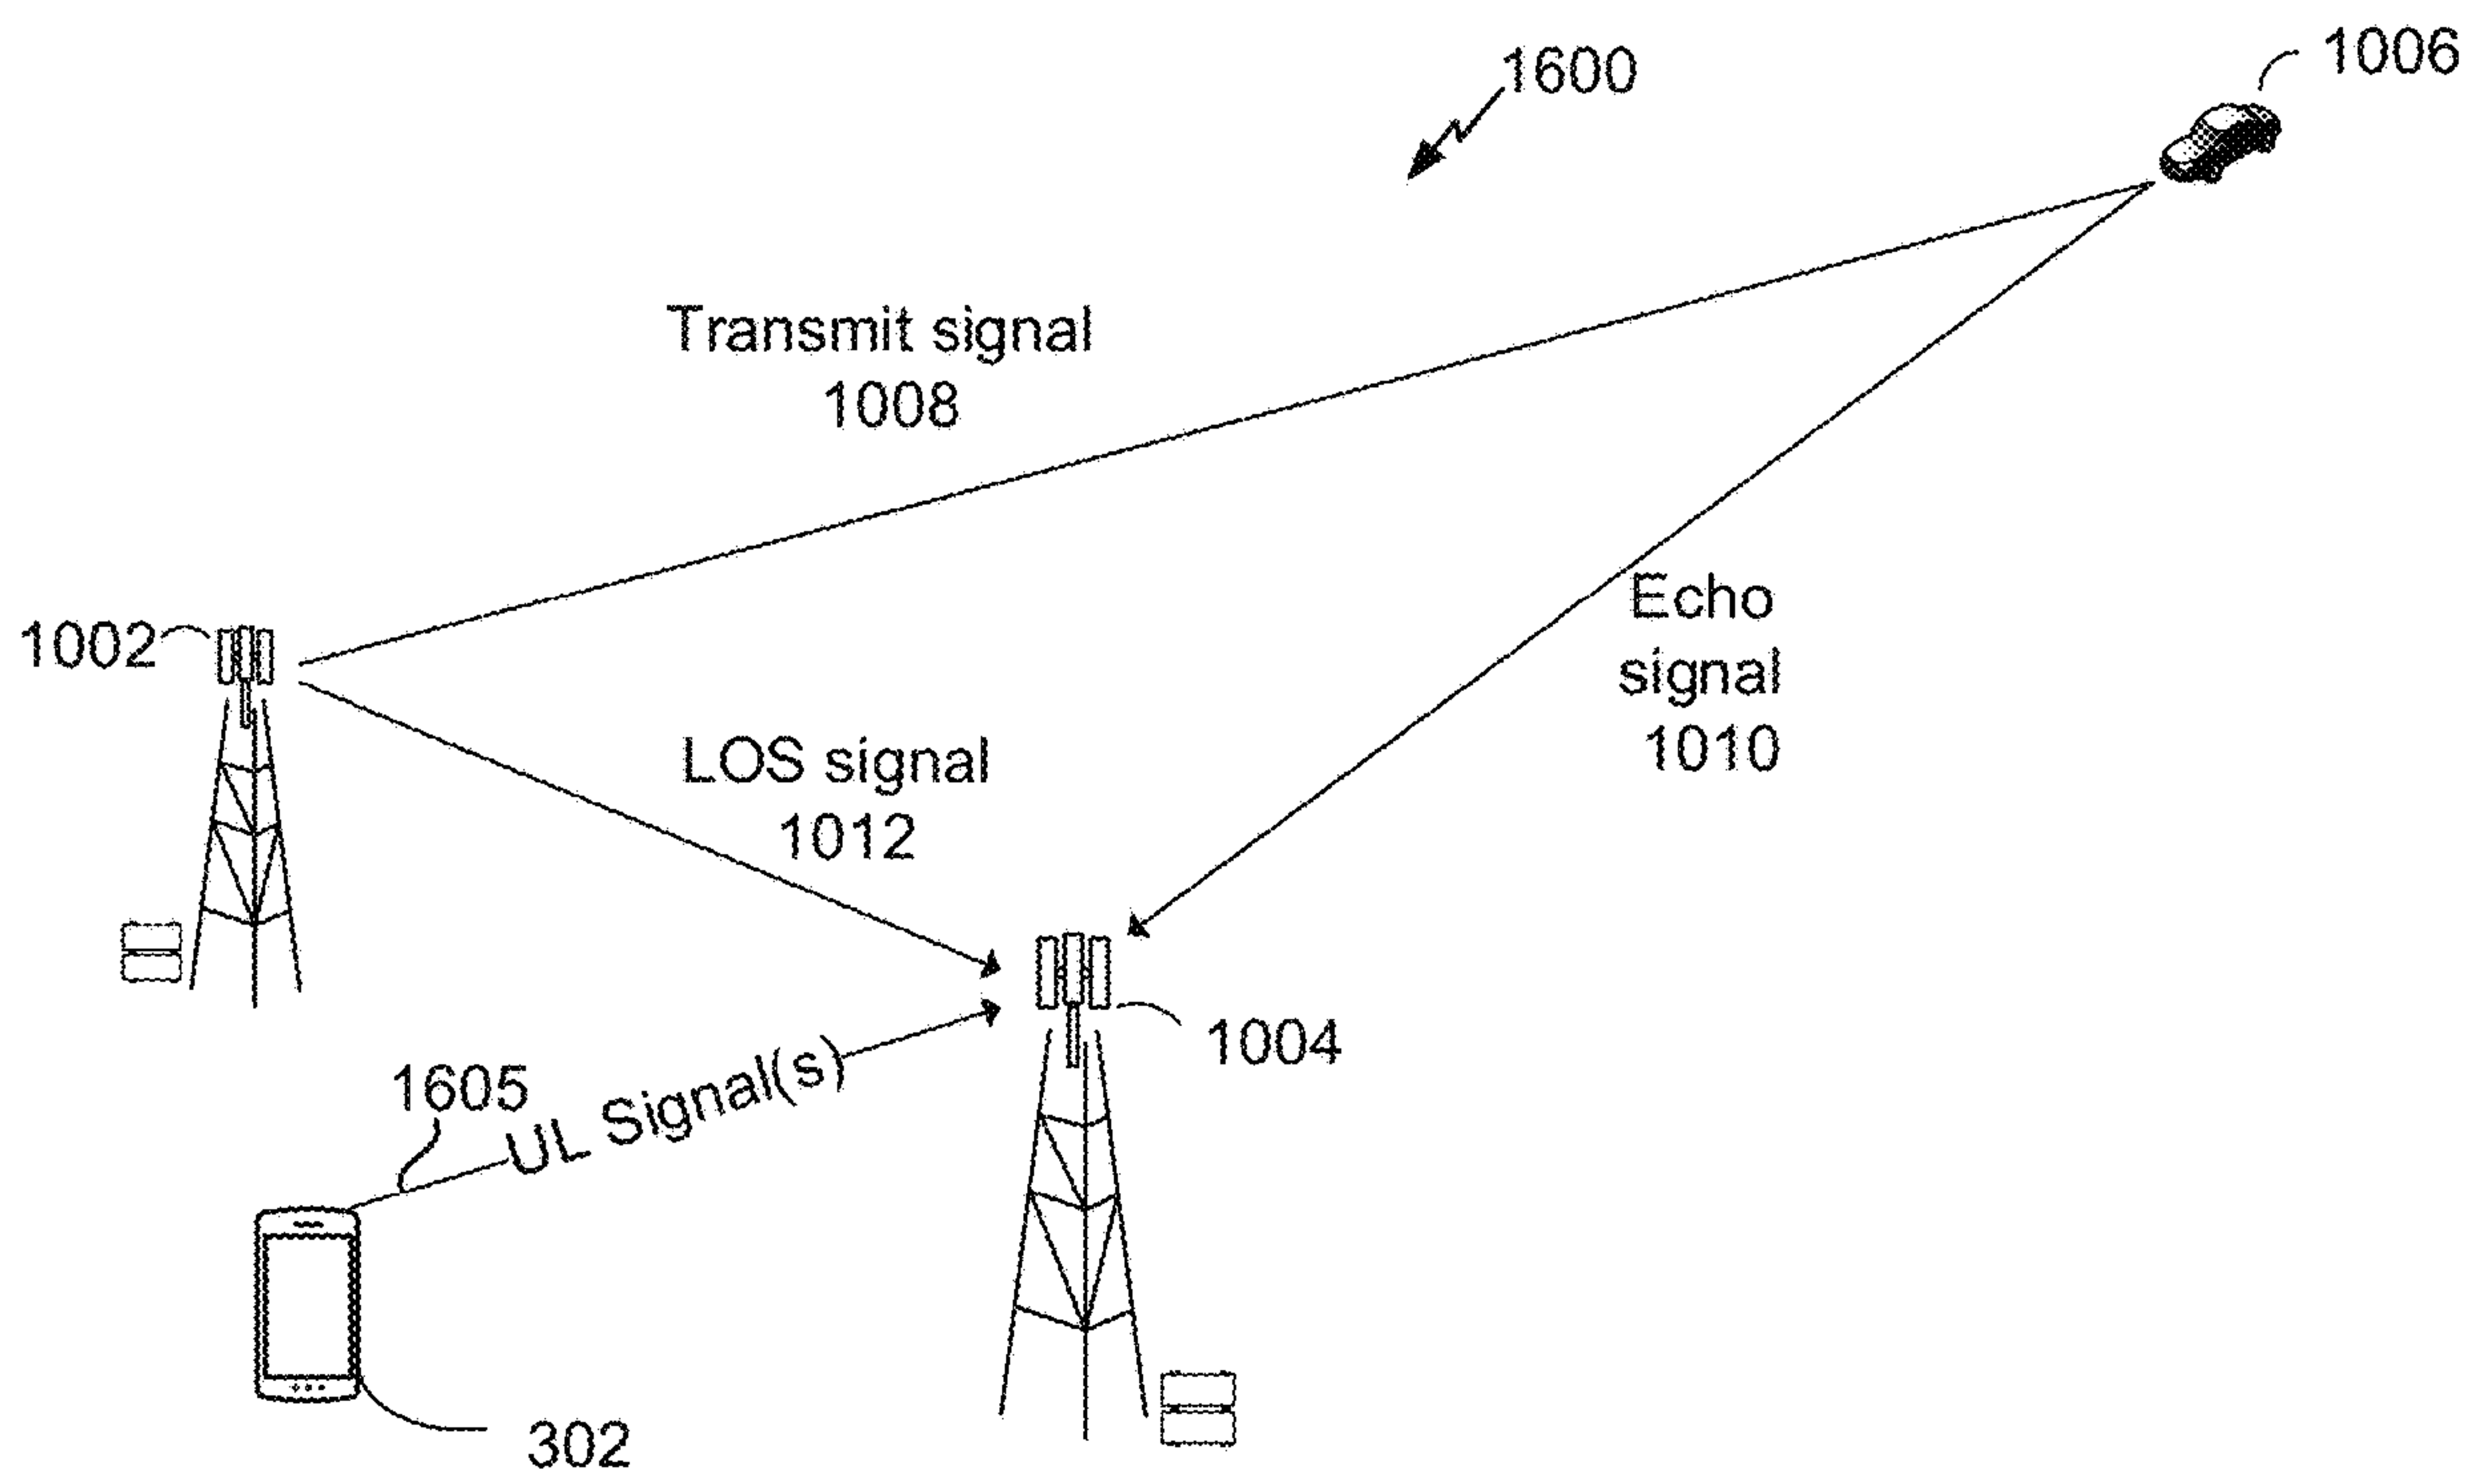 1600
1006
Transmit signal
1008
Echo
signal
1010
1002
LOS signal
1012
1004
1605
UL Signal(s)
302